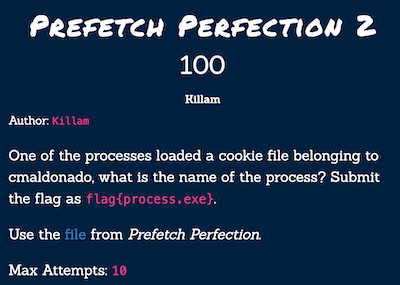 Prefetch Perfection 2
100
Killam
Author: Killam
One of the processes loaded a cookie file belonging to
cmaldonado, what is the name of the process? Submit
the flag as flag{process.exe}.
Use the file from Prefetch Perfection.
Max Attempts: 10